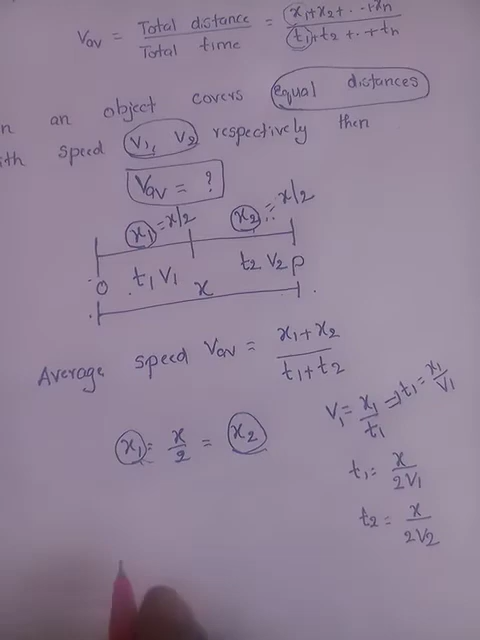 Vav = Total distance / Total time = x1+x2+...+xn / t1+t2+..+tn
an object covers equal distances
speed V1, V2 respectively then
Vav = ?
x1 = x/2 x2 = x/2
O t1 V1 t2 V2 P
x
Average speed Vav = x1+x2 / t1+t2
V1 = x1/t1 => t1 = x1/V1
x1 = x/2 = x2
t1 = x/2V1
t2 = x/2V2